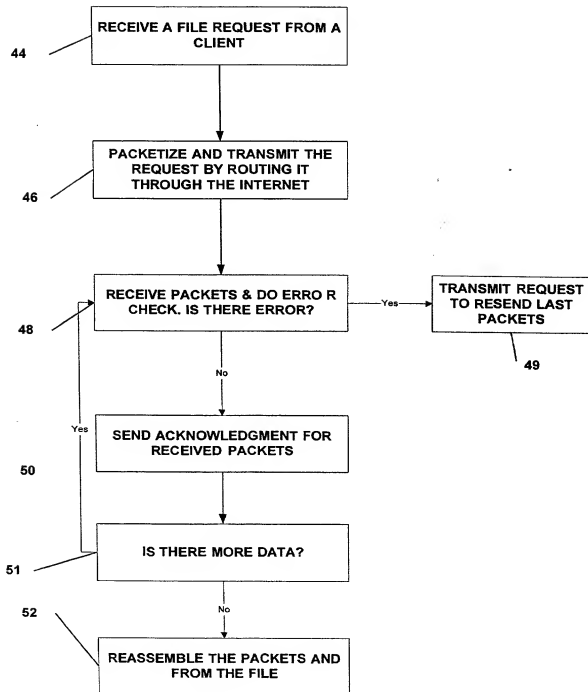 RECEIVE A FILE REQUEST FROM A
CLIENT
44
PACKETIZE AND TRANSMIT THE
REQUEST BY ROUTING IT
THROUGH THE INTERNET
46
RECEIVE PACKETS & DO ERRO R
CHECK. IS THERE ERROR?
48
Yes
TRANSMIT REQUEST
TO RESEND LAST
PACKETS
49
No
Yes
SEND ACKNOWLEDGMENT FOR
RECEIVED PACKETS
50
IS THERE MORE DATA?
51
No
52
REASSEMBLE THE PACKETS AND
FROM THE FILE